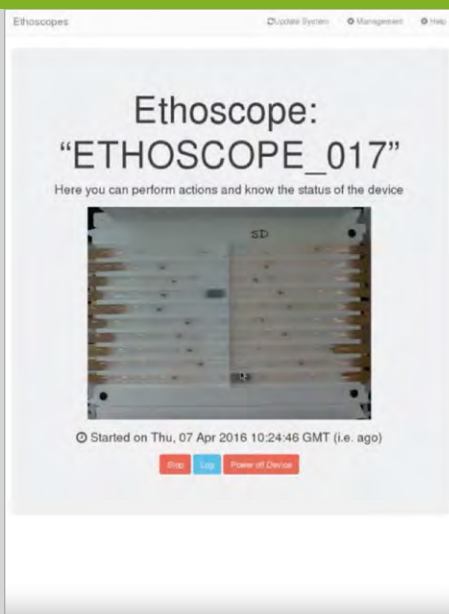 Ethoscopes
Update System Management Help
Ethoscope:
“ETHOSCOPE_017”
Here you can perform actions and know the status of the device
SD
Started on Thu, 07 Apr 2016 10:24:46 GMT (i.e. ago)
Stop Log Power off Device